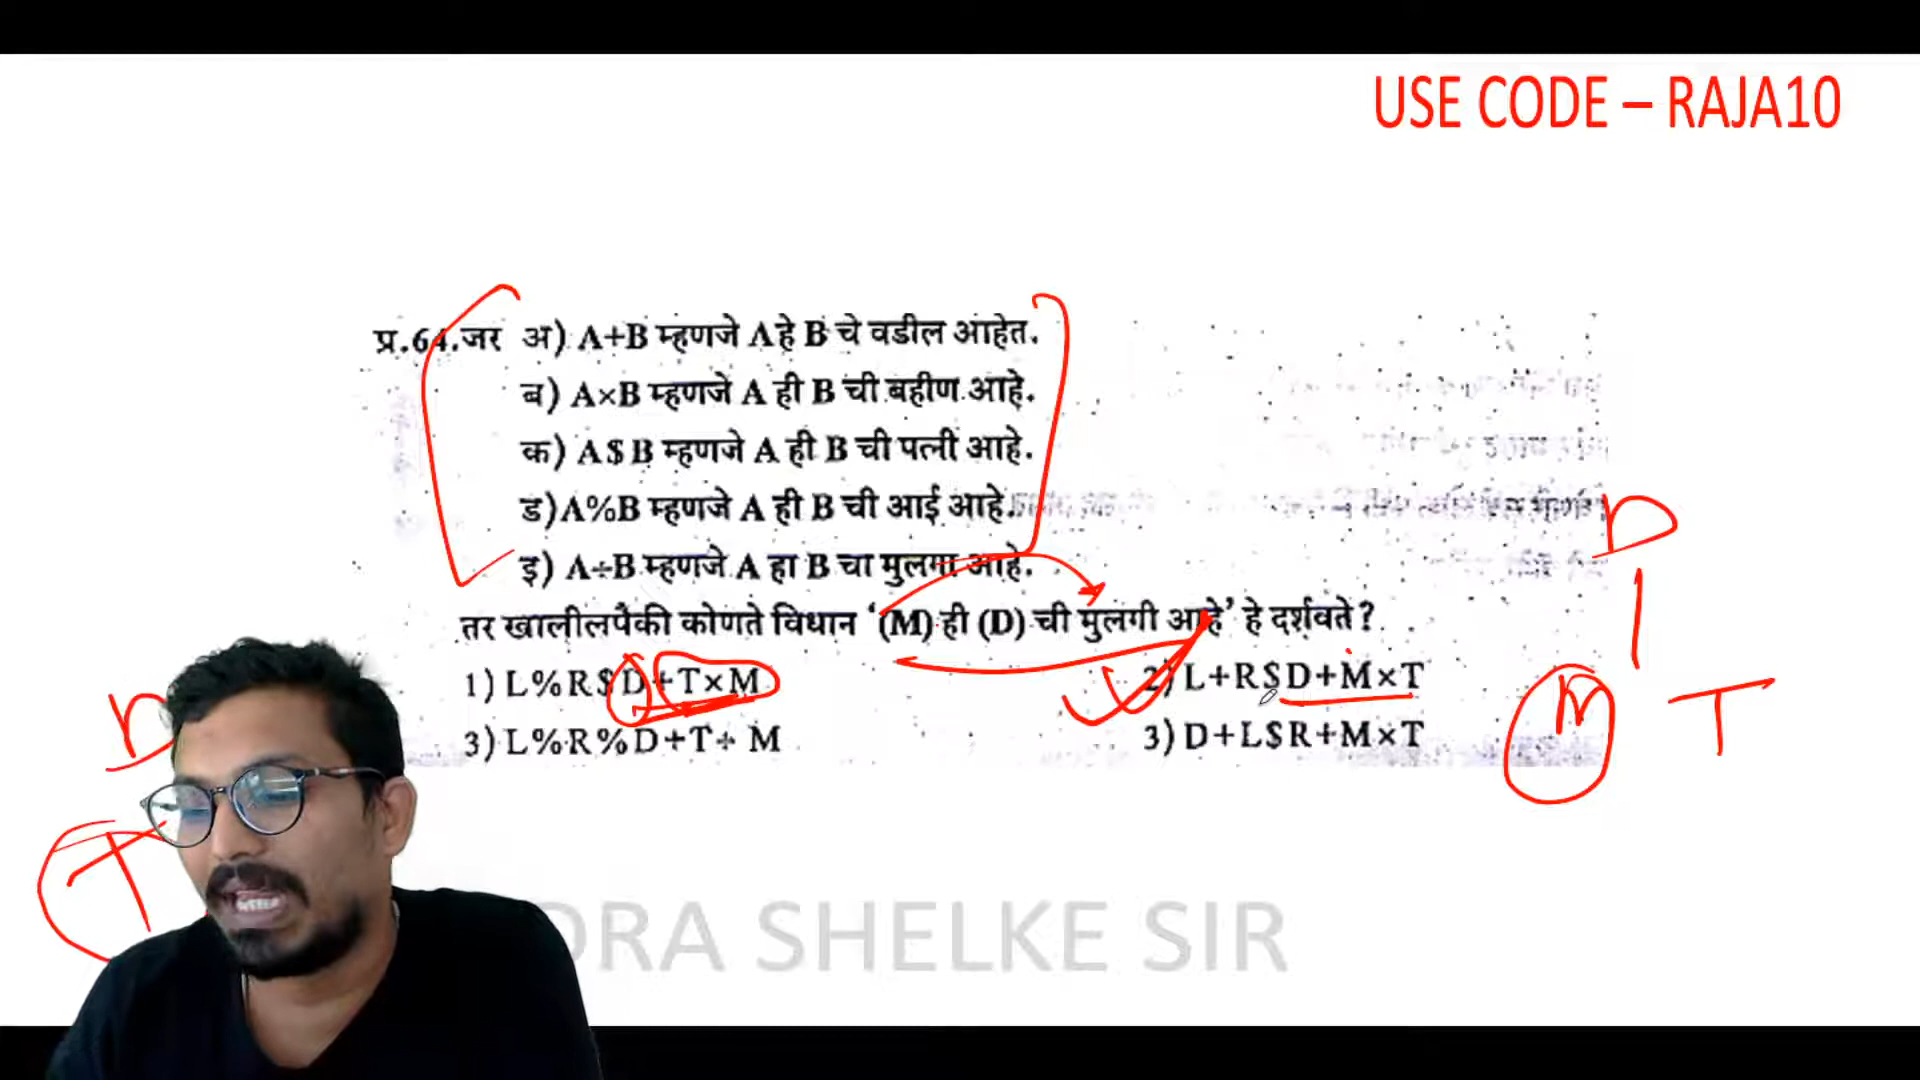 USE CODE – RAJA10
प्र.64.जर अ) A+B म्हणजे A हे B चे वडील आहेत.
ब) A×B म्हणजे A ही B ची बहीण आहे.
क) A$B म्हणजे A ही B ची पत्नी आहे.
ड) A%B म्हणजे A ही B ची आई आहे.
इ) A÷B म्हणजे A हा B चा मुलगा आहे.
तर खालीलपैकी कोणते विधान ‘(M) ही (D) ची मुलगी आहे’ हे दर्शवते?
1) L%R$D+T×M 2) L+R$D+M×T
3) L%R%D+T÷M 3) D+L$R+M×T
D
M T
D
T
DRA SHELKE SIR